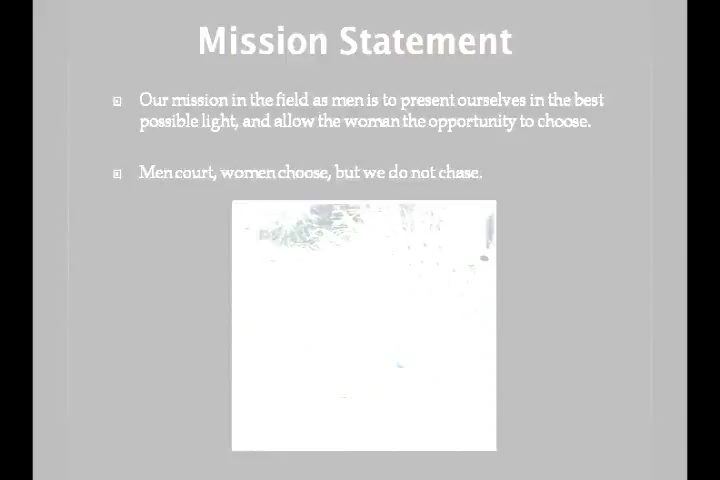 Mission Statement
Our mission in the field as men is to present ourselves in the best
possible light, and allow the woman the opportunity to choose.
Men court, women choose, but we do not chase.